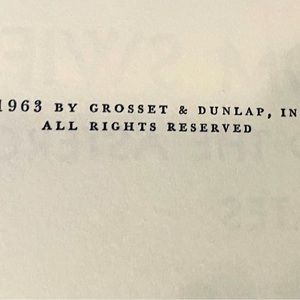 1963 BY GROSSET & DUNLAP, IN
ALL RIGHTS RESERVED